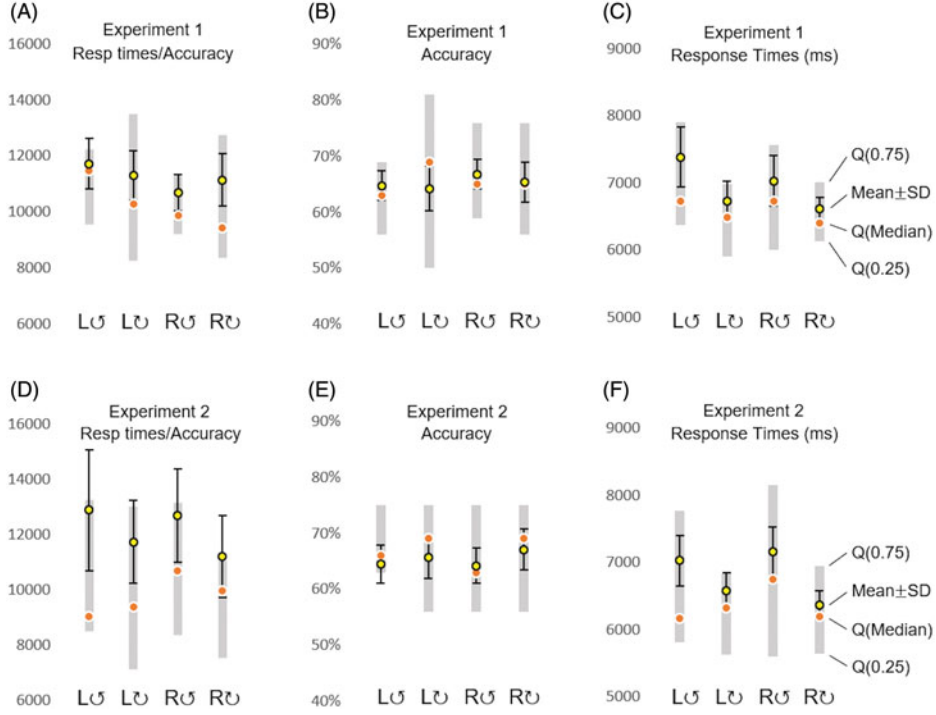 (A)
Experiment 1
Resp times/Accuracy
16000
14000
12000
10000
8000
6000
L↺ L↻ R↺ R↻
(B)
Experiment 1
Accuracy
90%
80%
70%
60%
50%
40%
L↺ L↻ R↺ R↻
(C)
Experiment 1
Response Times (ms)
9000
8000
7000
6000
5000
Q(0.75)
Mean±SD
Q(Median)
Q(0.25)
L↺ L↻ R↺ R↻
(D)
Experiment 2
Resp times/Accuracy
16000
14000
12000
10000
8000
6000
L↺ L↻ R↺ R↻
(E)
Experiment 2
Accuracy
90%
80%
70%
60%
50%
40%
L↺ L↻ R↺ R↻
(F)
Experiment 2
Response Times (ms)
9000
8000
7000
6000
5000
Q(0.75)
Mean±SD
Q(Median)
Q(0.25)
L↺ L↻ R↺ R↻